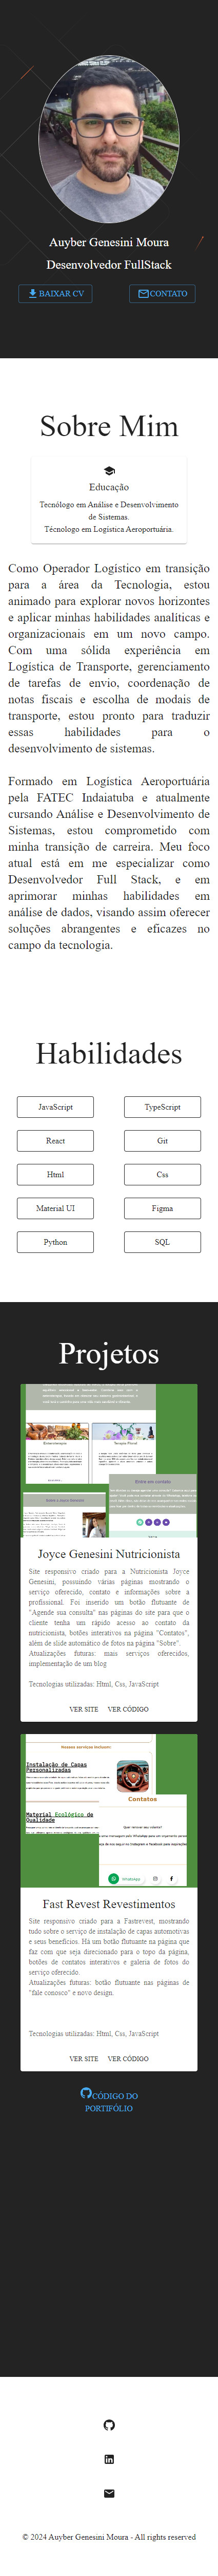 Auyber Genesini Moura
Desenvolvedor FullStack
BAIXAR CV
CONTATO
Sobre Mim
Educação
Tecnólogo em Análise e Desenvolvimento
de Sistemas.
Técnologo em Logística Aeroportuária.
Como Operador Logístico em transição
para a área da Tecnologia, estou
animado para explorar novos horizontes
e aplicar minhas habilidades analíticas e
organizacionais em um novo campo.
Com uma sólida experiência em
Logística de Transporte, gerenciamento
de tarefas de envio, coordenação de
notas fiscais e escolha de modais de
transporte, estou pronto para traduzir
essas habilidades para o
desenvolvimento de sistemas.
Formado em Logística Aeroportuária
pela FATEC Indaiatuba e atualmente
cursando Análise e Desenvolvimento de
Sistemas, estou comprometido com
minha transição de carreira. Meu foco
atual está em me especializar como
Desenvolvedor Full Stack, e em
aprimorar minhas habilidades em
análise de dados, visando assim oferecer
soluções abrangentes e eficazes no
campo da tecnologia.
Habilidades
JavaScript
TypeScript
React
Git
Html
Css
Material UI
Figma
Python
SQL
Projetos
Enteroterapia
Terapia Floral
Entre em contato
Joyce Genesini Nutricionista
Site responsivo criado para a Nutricionista Joyce
Genesini, possuindo várias páginas mostrando o
serviço oferecido, contato e informações sobre a
profissional. Foi inserido um botão flutuante de
"Agende sua consulta" nas páginas do site para que o
cliente tenha um rápido acesso ao contato da
nutricionista, botões interativos na página "Contatos",
além de slide automático de fotos na página "Sobre".
Atualizações futuras: mais serviços oferecidos,
implementação de um blog
Tecnologias utilizadas: Html, Css, JavaScript
VER SITE
VER CÓDIGO
Nossos serviços incluem:
Instalação de Capas
Personalizadas
Contatos
Material Ecológico de
Qualidade
Quer renovar seu interior?
WhatsApp
Fast Revest Revestimentos
Site responsivo criado para a Fastrevest, mostrando
tudo sobre o serviço de instalação de capas automotivas
e seus benefícios. Há um botão flutuante na página que
faz com que seja direcionado para o topo da página,
botões de contatos interativos e galeria de fotos do
serviço oferecido.
Atualizações futuras: botão flutuante nas páginas de
"fale conosco" e novo design.
Tecnologias utilizadas: Html, Css, JavaScript
VER SITE
VER CÓDIGO
CÓDIGO DO
PORTIFÓLIO
© 2024 Auyber Genesini Moura - All rights reserved